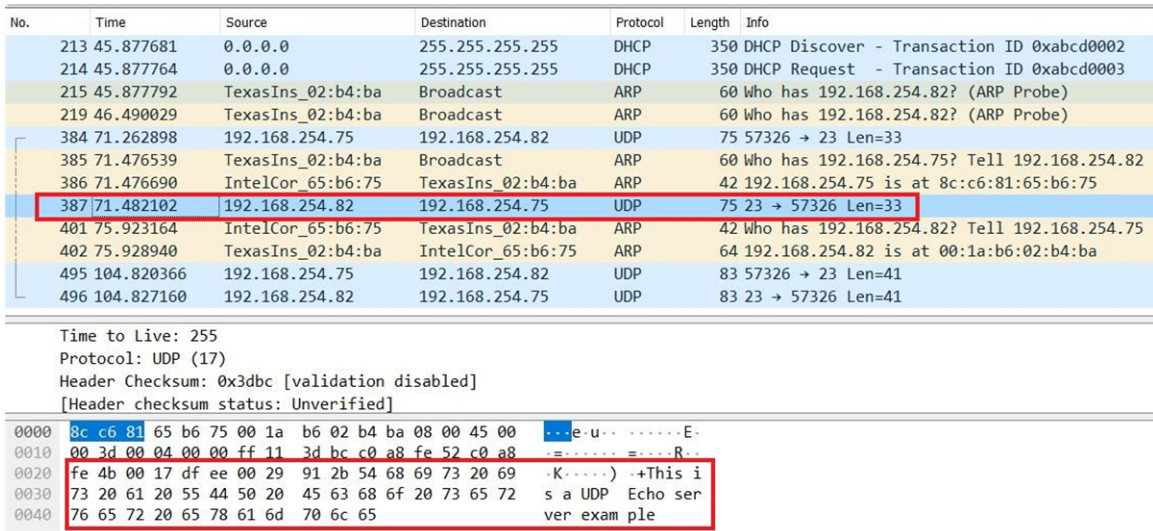 No. Time Source Destination Protocol Length Info
213 45.877681 0.0.0.0 255.255.255.255 DHCP 350 DHCP Discover - Transaction ID 0xabcd0002
214 45.877764 0.0.0.0 255.255.255.255 DHCP 350 DHCP Request - Transaction ID 0xabcd0003
215 45.877792 TexasIns_02:b4:ba Broadcast ARP 60 Who has 192.168.254.82? (ARP Probe)
219 46.490029 TexasIns_02:b4:ba Broadcast ARP 60 Who has 192.168.254.82? (ARP Probe)
384 71.262898 192.168.254.75 192.168.254.82 UDP 75 57326 → 23 Len=33
385 71.476539 TexasIns_02:b4:ba Broadcast ARP 60 Who has 192.168.254.75? Tell 192.168.254.82
386 71.476690 IntelCor_65:b6:75 TexasIns_02:b4:ba ARP 42 192.168.254.75 is at 8c:c6:81:65:b6:75
387 71.482102 192.168.254.82 192.168.254.75 UDP 75 23 → 57326 Len=33
401 75.923164 IntelCor_65:b6:75 TexasIns_02:b4:ba ARP 42 Who has 192.168.254.82? Tell 192.168.254.75
402 75.928940 TexasIns_02:b4:ba IntelCor_65:b6:75 ARP 64 192.168.254.82 is at 00:1a:b6:02:b4:ba
495 104.820366 192.168.254.75 192.168.254.82 UDP 83 57326 → 23 Len=41
496 104.827160 192.168.254.82 192.168.254.75 UDP 83 23 → 57326 Len=41
Time to Live: 255
Protocol: UDP (17)
Header Checksum: 0x3dbc [validation disabled]
[Header checksum status: Unverified]
0000 8c c6 81 65 b6 75 00 1a b6 02 b4 ba 08 00 45 00 ···e·u·· ······E·
0010 00 3d 00 04 00 00 ff 11 3d bc c0 a8 fe 52 c0 a8 ·=······ =····R··
0020 fe 4b 00 17 df ee 00 29 91 2b 54 68 69 73 20 69 ·K·····) ·+This i
0030 73 20 61 20 55 44 50 20 45 63 68 6f 20 73 65 72 s a UDP Echo ser
0040 76 65 72 20 65 78 61 6d 70 6c 65 ver exam ple